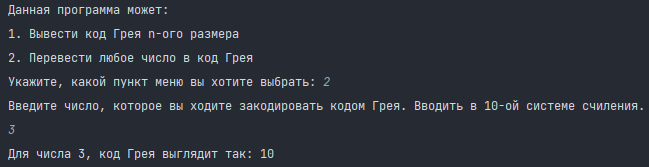 Данная программа может:
1. Вывести код Грея n-ого размера
2. Перевести любое число в код Грея
Укажите, какой пункт меню вы хотите выбрать: 2
Введите число, которое вы ходите закодировать кодом Грея. Вводить в 10-ой системе счиления.
3
Для числа 3, код Грея выглядит так: 10